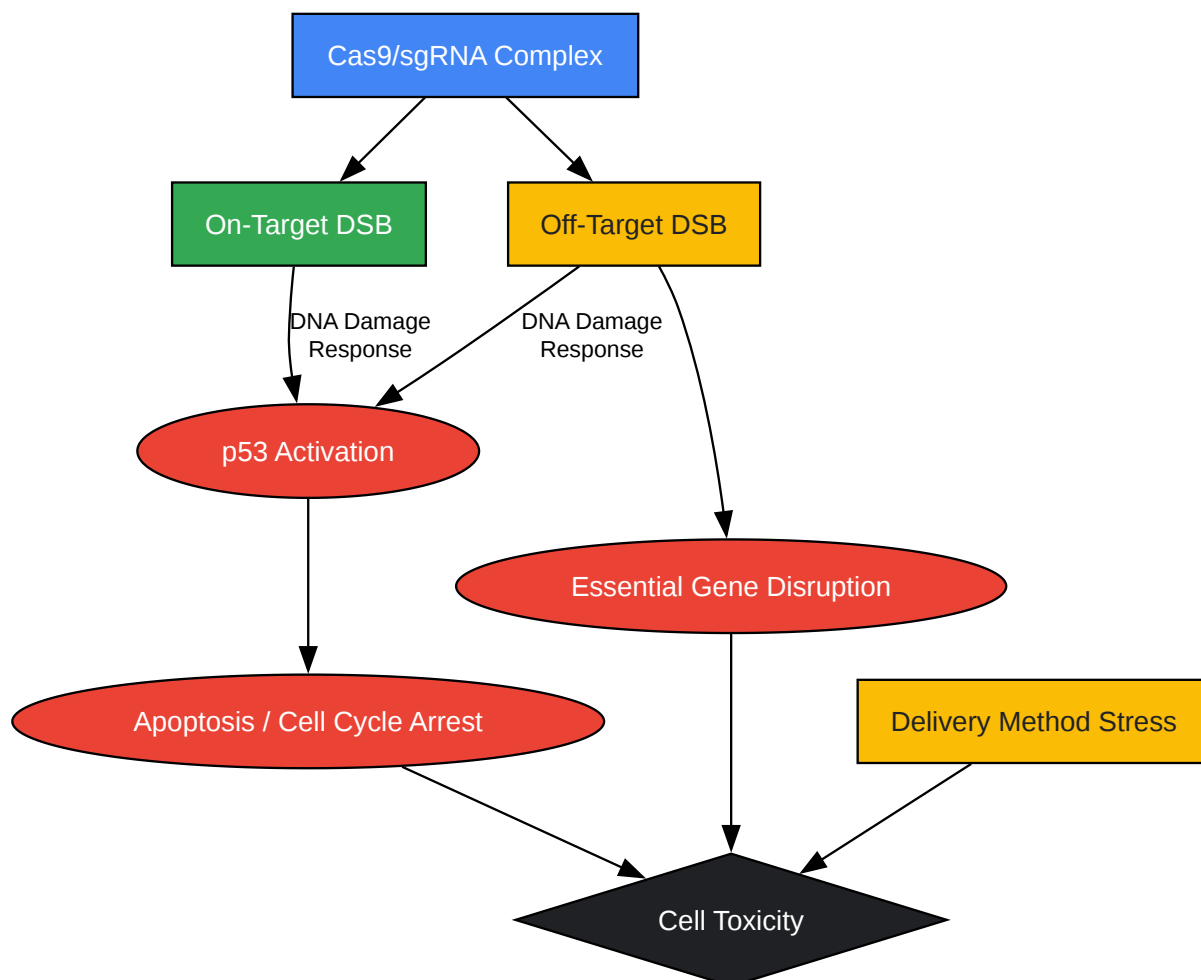 Cas9/sgRNA Complex
On-Target DSB
Off-Target DSB
DNA Damage
Response
DNA Damage
Response
p53 Activation
Essential Gene Disruption
Apoptosis / Cell Cycle Arrest
Delivery Method Stress
Cell Toxicity